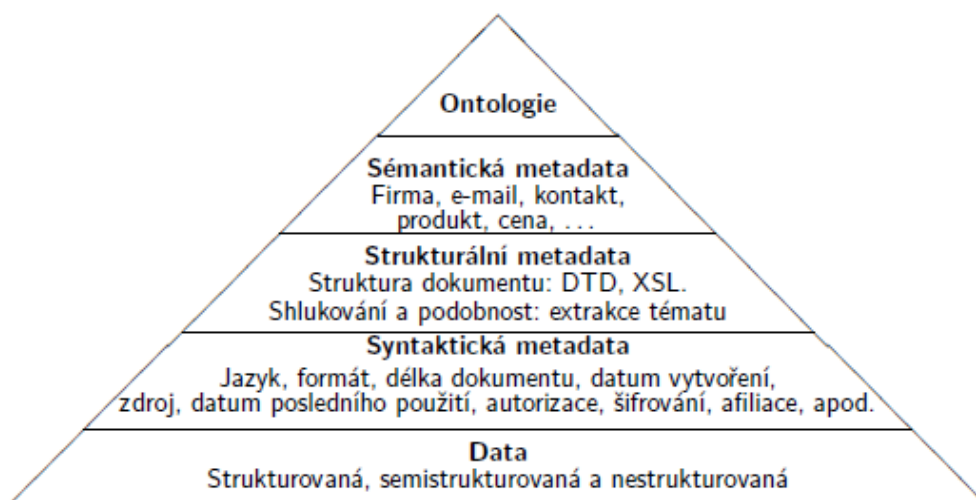 Ontologie
Sémantická metadata
Firma, e-mail, kontakt,
produkt, cena, ...
Strukturální metadata
Struktura dokumentu: DTD, XSL.
Shlukování a podobnost: extrakce tématu
Syntaktická metadata
Jazyk, formát, délka dokumentu, datum vytvoření,
zdroj, datum posledního použití, autorizace, šifrování, afiliace, apod.
Data
Strukturovaná, semistrukturovaná a nestrukturovaná